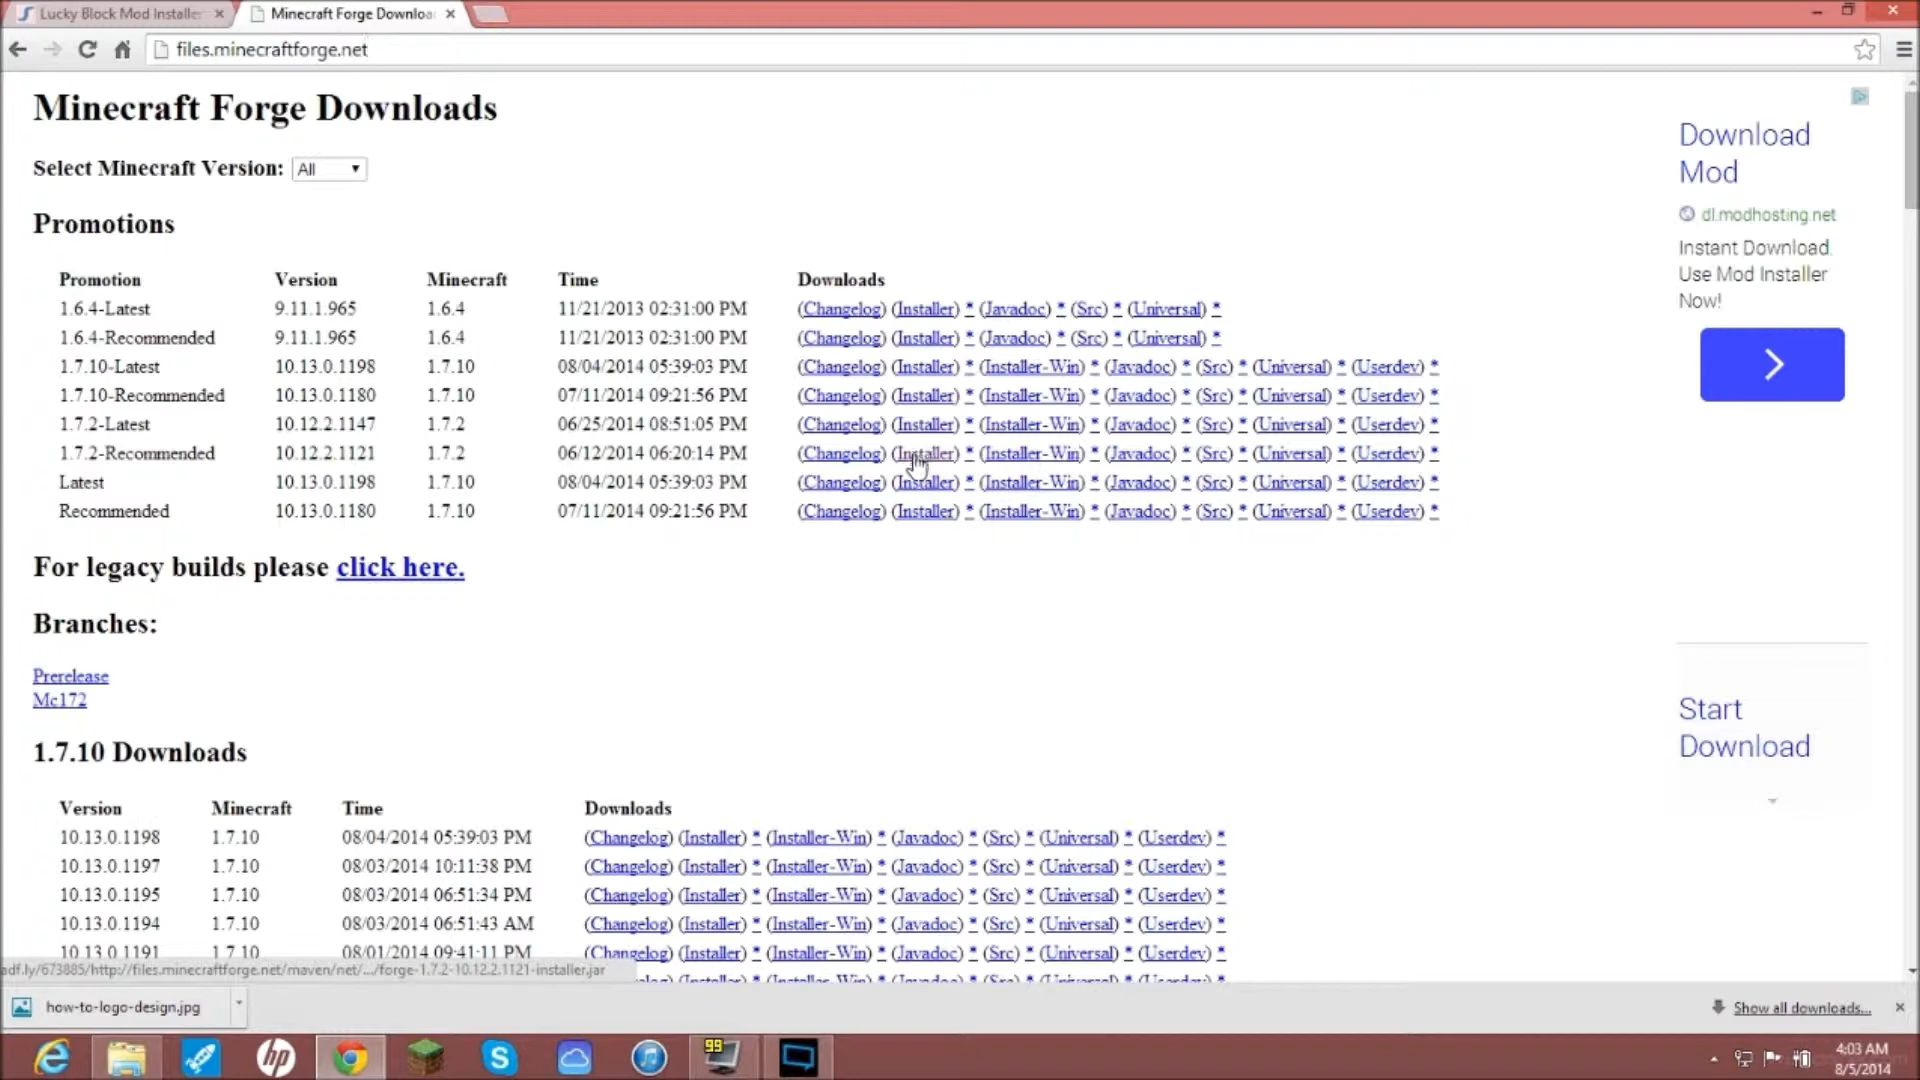 Lucky Block Mod Installe
Minecraft Forge Downloa
files.minecraftforge.net
Minecraft Forge Downloads
Select Minecraft Version: All
Promotions
Promotion Version Minecraft Time Downloads
1.6.4-Latest 9.11.1.965 1.6.4 11/21/2013 02:31:00 PM (Changelog) (Installer) * (Javadoc) * (Src) * (Universal) *
1.6.4-Recommended 9.11.1.965 1.6.4 11/21/2013 02:31:00 PM (Changelog) (Installer) * (Javadoc) * (Src) * (Universal) *
1.7.10-Latest 10.13.0.1198 1.7.10 08/04/2014 05:39:03 PM (Changelog) (Installer) * (Installer-Win) * (Javadoc) * (Src) * (Universal) * (Userdev) *
1.7.10-Recommended 10.13.0.1180 1.7.10 07/11/2014 09:21:56 PM (Changelog) (Installer) * (Installer-Win) * (Javadoc) * (Src) * (Universal) * (Userdev) *
1.7.2-Latest 10.12.2.1147 1.7.2 06/25/2014 08:51:05 PM (Changelog) (Installer) * (Installer-Win) * (Javadoc) * (Src) * (Universal) * (Userdev) *
1.7.2-Recommended 10.12.2.1121 1.7.2 06/12/2014 06:20:14 PM (Changelog) (Installer) * (Installer-Win) * (Javadoc) * (Src) * (Universal) * (Userdev) *
Latest 10.13.0.1198 1.7.10 08/04/2014 05:39:03 PM (Changelog) (Installer) * (Installer-Win) * (Javadoc) * (Src) * (Universal) * (Userdev) *
Recommended 10.13.0.1180 1.7.10 07/11/2014 09:21:56 PM (Changelog) (Installer) * (Installer-Win) * (Javadoc) * (Src) * (Universal) * (Userdev) *
For legacy builds please click here.
Branches:
Prerelease
Mc172
1.7.10 Downloads
Version Minecraft Time Downloads
10.13.0.1198 1.7.10 08/04/2014 05:39:03 PM (Changelog) (Installer) * (Installer-Win) * (Javadoc) * (Src) * (Universal) * (Userdev) *
10.13.0.1197 1.7.10 08/03/2014 10:11:38 PM (Changelog) (Installer) * (Installer-Win) * (Javadoc) * (Src) * (Universal) * (Userdev) *
10.13.0.1195 1.7.10 08/03/2014 06:51:34 PM (Changelog) (Installer) * (Installer-Win) * (Javadoc) * (Src) * (Universal) * (Userdev) *
10.13.0.1194 1.7.10 08/03/2014 06:51:43 AM (Changelog) (Installer) * (Installer-Win) * (Javadoc) * (Src) * (Universal) * (Userdev) *
10.13.0.1191 1.7.10 08/01/2014 09:41:11 PM (Changelog) (Installer) * (Installer-Win) * (Javadoc) * (Src) * (Universal) * (Userdev) *
adf.ly/673885/http://files.minecraftforge.net/maven/net/.../forge-1.7.2-10.12.2.1121-installer.jar
Download
Mod
dl.modhosting.net
Instant Download.
Use Mod Installer
Now!
Start
Download
how-to-logo-design.jpg
Show all downloads...
hp
99
4:03 AM
8/5/2014